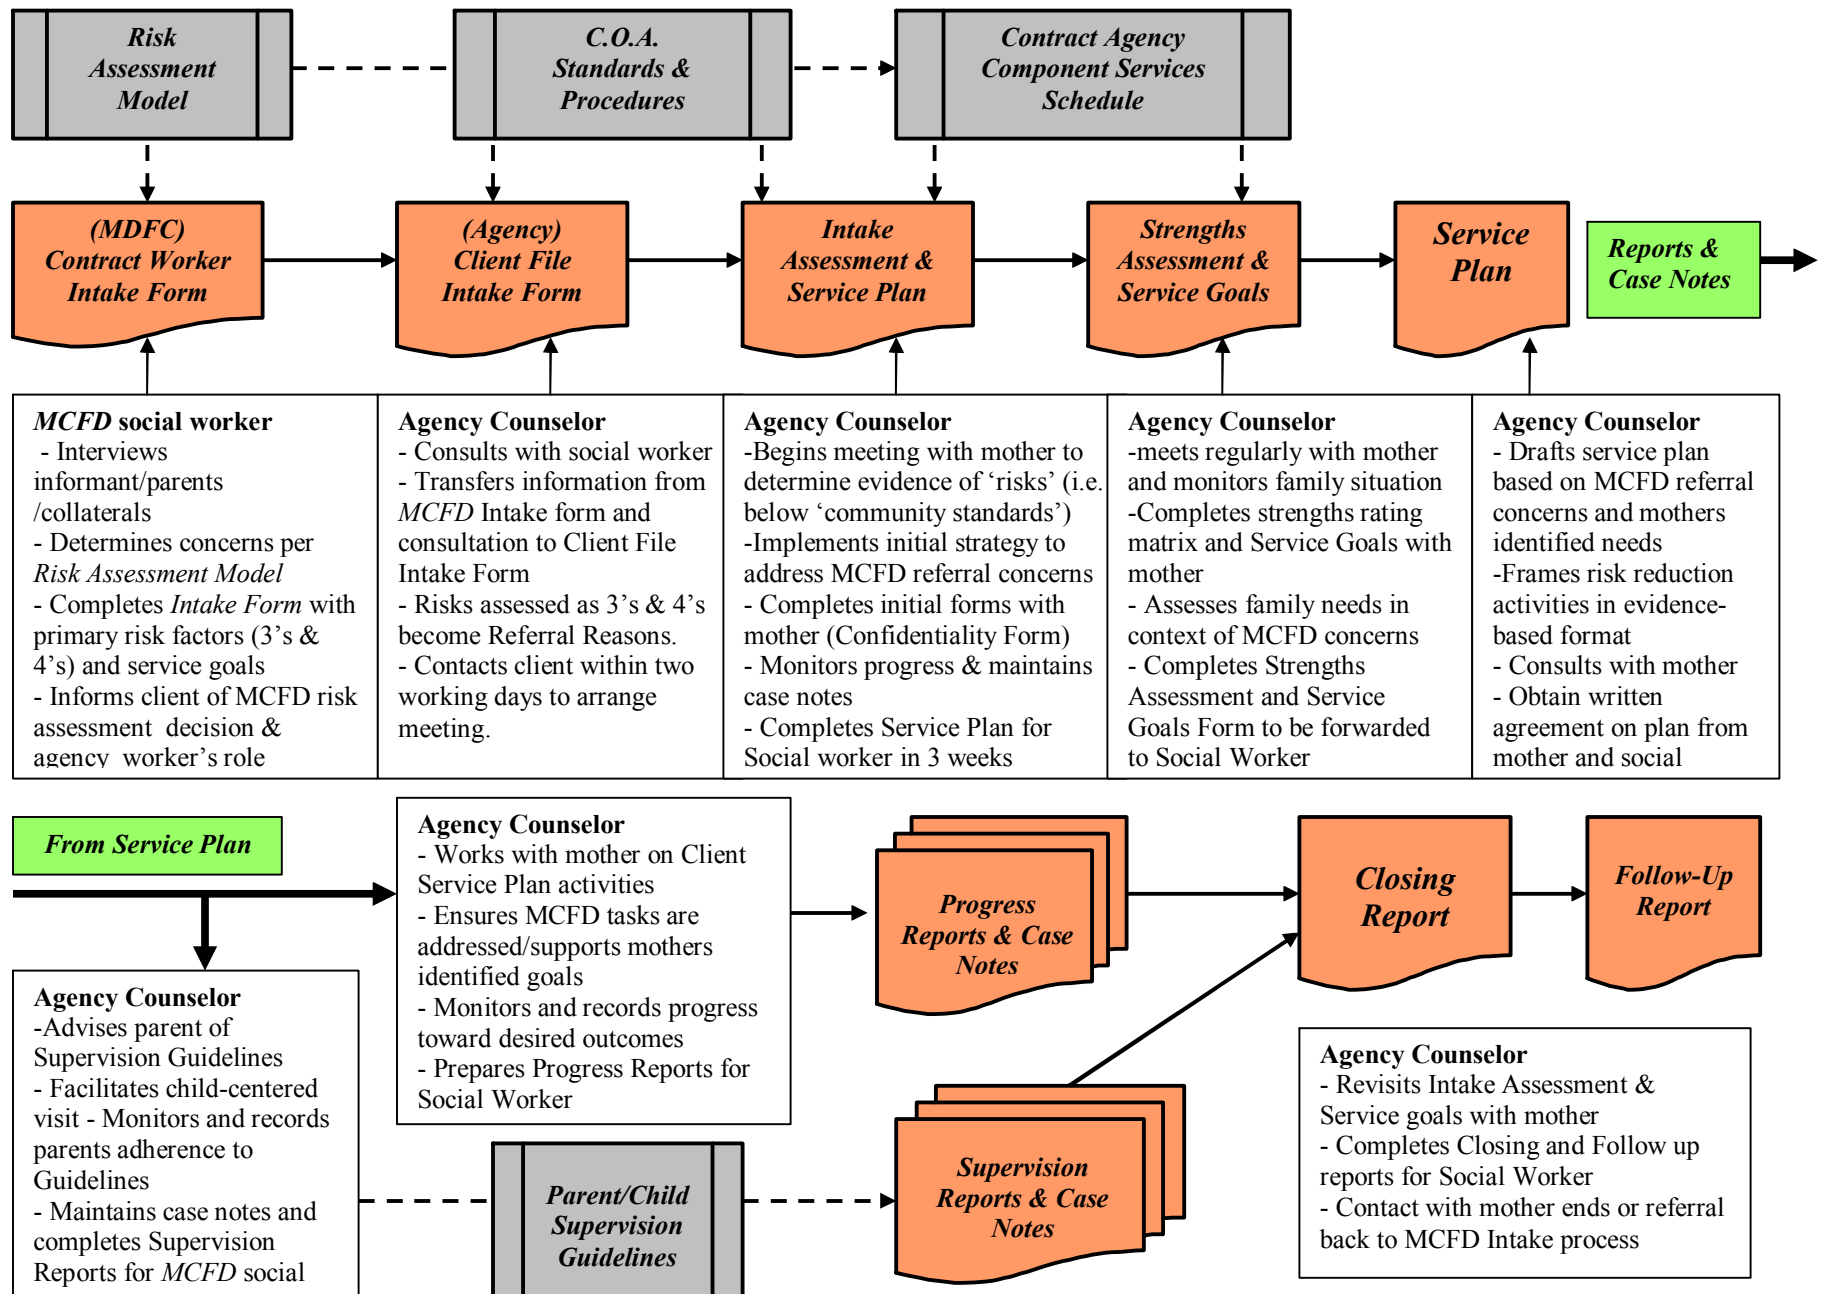 Risk
Assessment
Model
C.O.A.
Standards &
Procedures
Contract Agency
Component Services
Schedule
(MDFC)
Contract Worker
Intake Form
(Agency)
Client File
Intake Form
Intake
Assessment &
Service Plan
Strengths
Assessment &
Service Goals
Service
Plan
Reports &
Case Notes
MCFD social worker
- Interviews
informant/parents
/collaterals
- Determines concerns per
Risk Assessment Model
- Completes Intake Form with
primary risk factors (3's &
4's) and service goals
- Informs client of MCFD risk
assessment decision &
agency worker's role
Agency Counselor
- Consults with social worker
- Transfers information from
MCFD Intake form and
consultation to Client File
Intake Form
- Risks assessed as 3's & 4's
become Referral Reasons.
- Contacts client within two
working days to arrange
meeting.
Agency Counselor
-Begins meeting with mother to
determine evidence of 'risks' (i.e.
below 'community standards')
-Implements initial strategy to
address MCFD referral concerns
- Completes initial forms with
mother (Confidentiality Form)
- Monitors progress & maintains
case notes
- Completes Service Plan for
Social worker in 3 weeks
Agency Counselor
-meets regularly with mother
and monitors family situation
-Completes strengths rating
matrix and Service Goals with
mother
- Assesses family needs in
context of MCFD concerns
- Completes Strengths
Assessment and Service
Goals Form to be forwarded
to Social Worker
Agency Counselor
- Drafts service plan
based on MCFD referral
concerns and mothers
identified needs
-Frames risk reduction
activities in evidence-
based format
- Consults with mother
- Obtain written
agreement on plan from
mother and social
From Service Plan
Agency Counselor
- Works with mother on Client
Service Plan activities
- Ensures MCFD tasks are
addressed/supports mothers
identified goals
- Monitors and records progress
toward desired outcomes
- Prepares Progress Reports for
Social Worker
Progress
Reports & Case
Notes
Closing
Report
Follow-Up
Report
Agency Counselor
-Advises parent of
Supervision Guidelines
- Facilitates child-centered
visit - Monitors and records
parents adherence to
Guidelines
- Maintains case notes and
completes Supervision
Reports for MCFD social
Parent/Child
Supervision
Guidelines
Supervision
Reports & Case
Notes
Agency Counselor
- Revisits Intake Assessment &
Service goals with mother
- Completes Closing and Follow up
reports for Social Worker
- Contact with mother ends or referral
back to MCFD Intake process